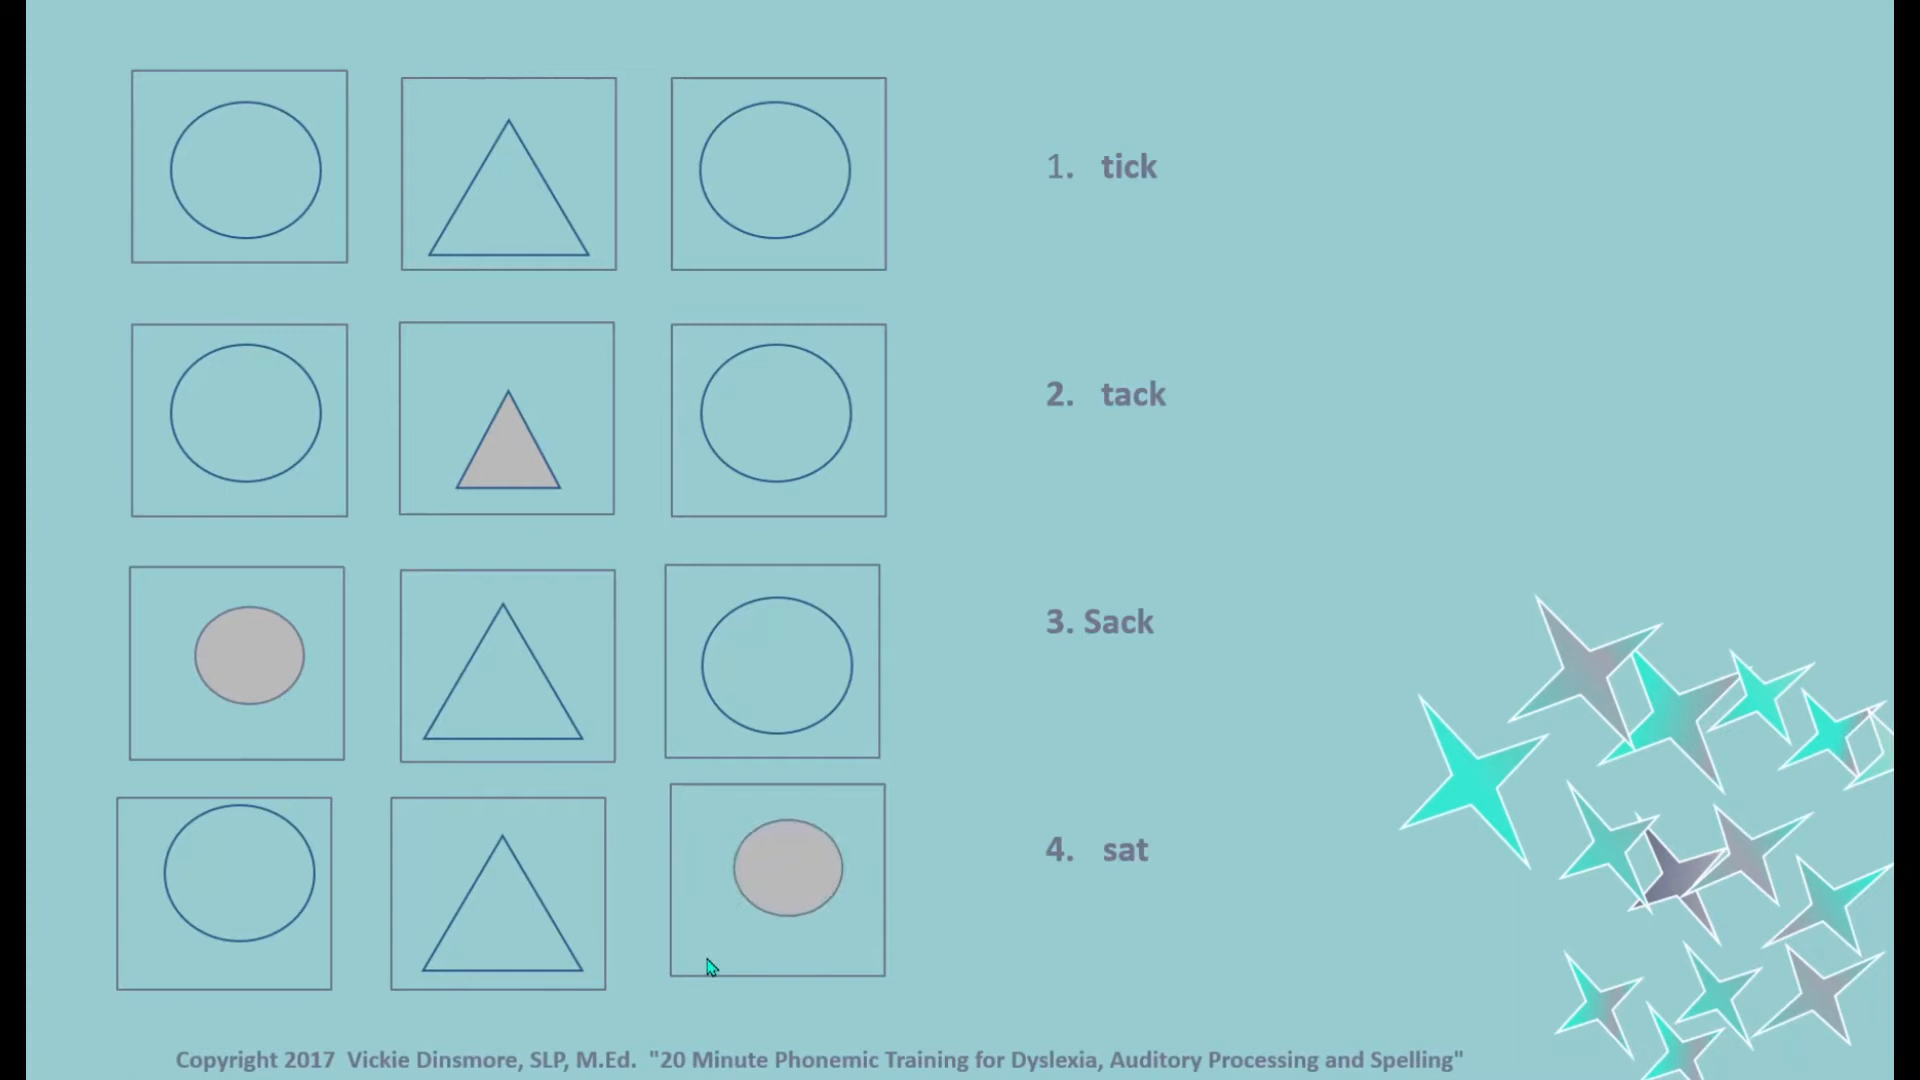 1. tick
2. tack
3. Sack
4. sat
Copyright 2017 Vickie Dinsmore, SLP, M.Ed. "20 Minute Phonemic Training for Dyslexia, Auditory Processing and Spelling"